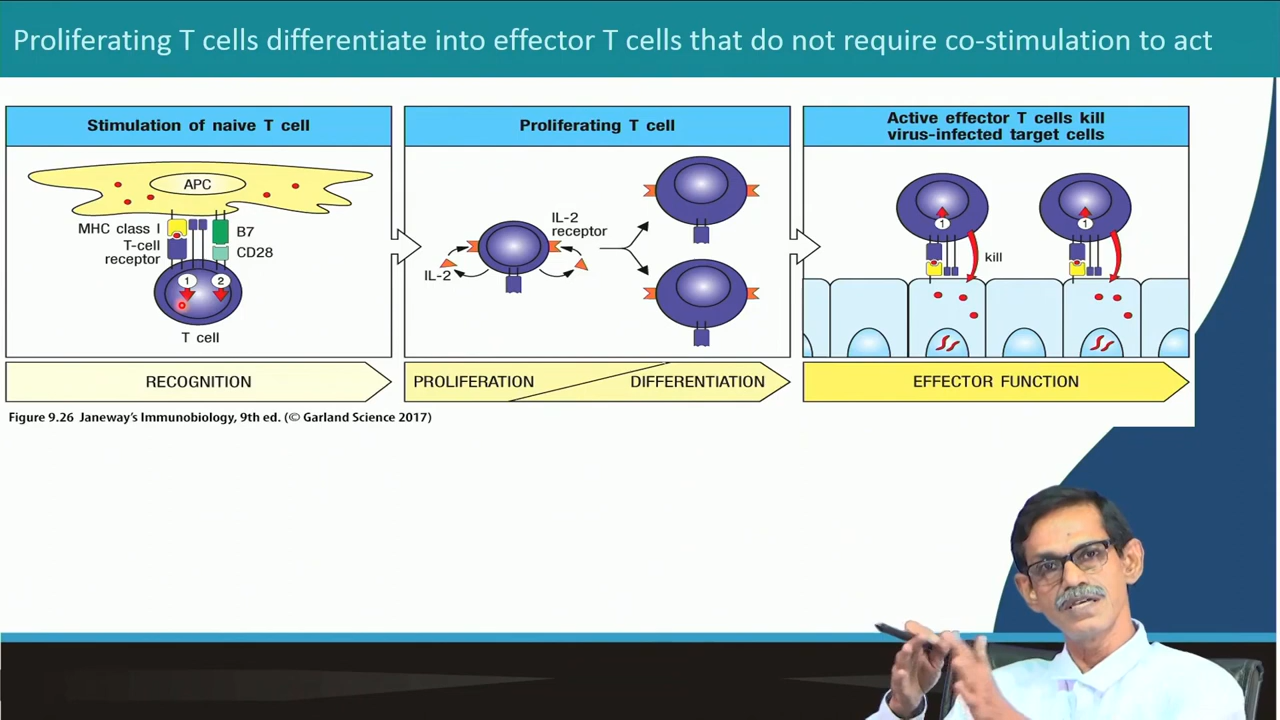 Proliferating T cells differentiate into effector T cells that do not require co-stimulation to act
Stimulation of naive T cell
APC
MHC class I
T-cell
receptor
B7
CD28
1
2
T cell
RECOGNITION
Proliferating T cell
IL-2
receptor
IL-2
PROLIFERATION
DIFFERENTIATION
Active effector T cells kill
virus-infected target cells
1
1
kill
EFFECTOR FUNCTION
Figure 9.26 Janeway's Immunobiology, 9th ed. (© Garland Science 2017)